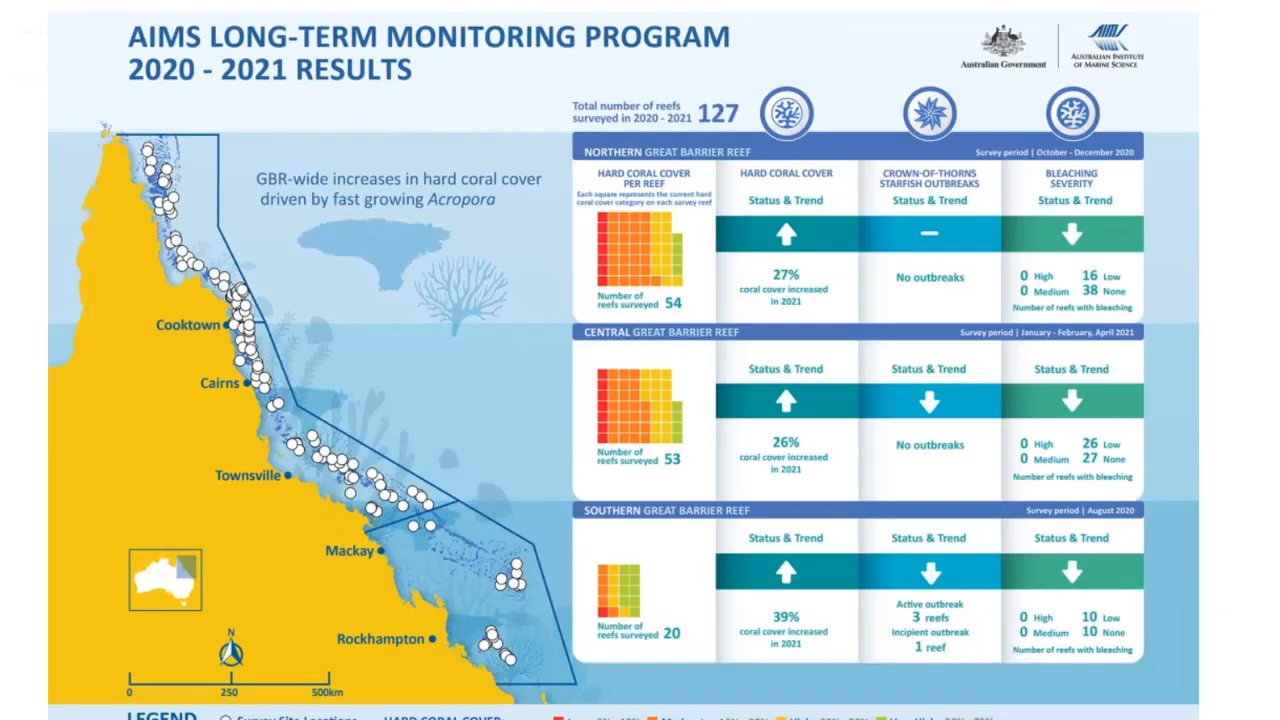 AIMS LONG-TERM MONITORING PROGRAM
2020 - 2021 RESULTS
Australian Government
AIMS
AUSTRALIAN INSTITUTE
OF MARINE SCIENCE
Total number of reefs
surveyed in 2020 - 2021 127
GBR-wide increases in hard coral cover
driven by fast growing Acropora
Cooktown
Cairns
Townsville
Mackay
Rockhampton
N
0 250 500km
NORTHERN GREAT BARRIER REEF Survey period | October - December 2020
HARD CORAL COVER
PER REEF
Each square represents the current hard
coral cover category on each survey reef
Number of
reefs surveyed 54
HARD CORAL COVER
Status & Trend
27%
coral cover increased
in 2021
CROWN-OF-THORNS
STARFISH OUTBREAKS
Status & Trend
No outbreaks
BLEACHING
SEVERITY
Status & Trend
0 High 16 Low
0 Medium 38 None
Number of reefs with bleaching
CENTRAL GREAT BARRIER REEF Survey period | January - February, April 2021
Number of
reefs surveyed 53
Status & Trend
26%
coral cover increased
in 2021
Status & Trend
No outbreaks
Status & Trend
0 High 26 Low
0 Medium 27 None
Number of reefs with bleaching
SOUTHERN GREAT BARRIER REEF Survey period | August 2020
Number of
reefs surveyed 20
Status & Trend
39%
coral cover increased
in 2021
Status & Trend
Active outbreak
3 reefs
Incipient outbreak
1 reef
Status & Trend
0 High 10 Low
0 Medium 10 None
Number of reefs with bleaching
LEGEND Survey Site Locations HARD CORAL COVER: